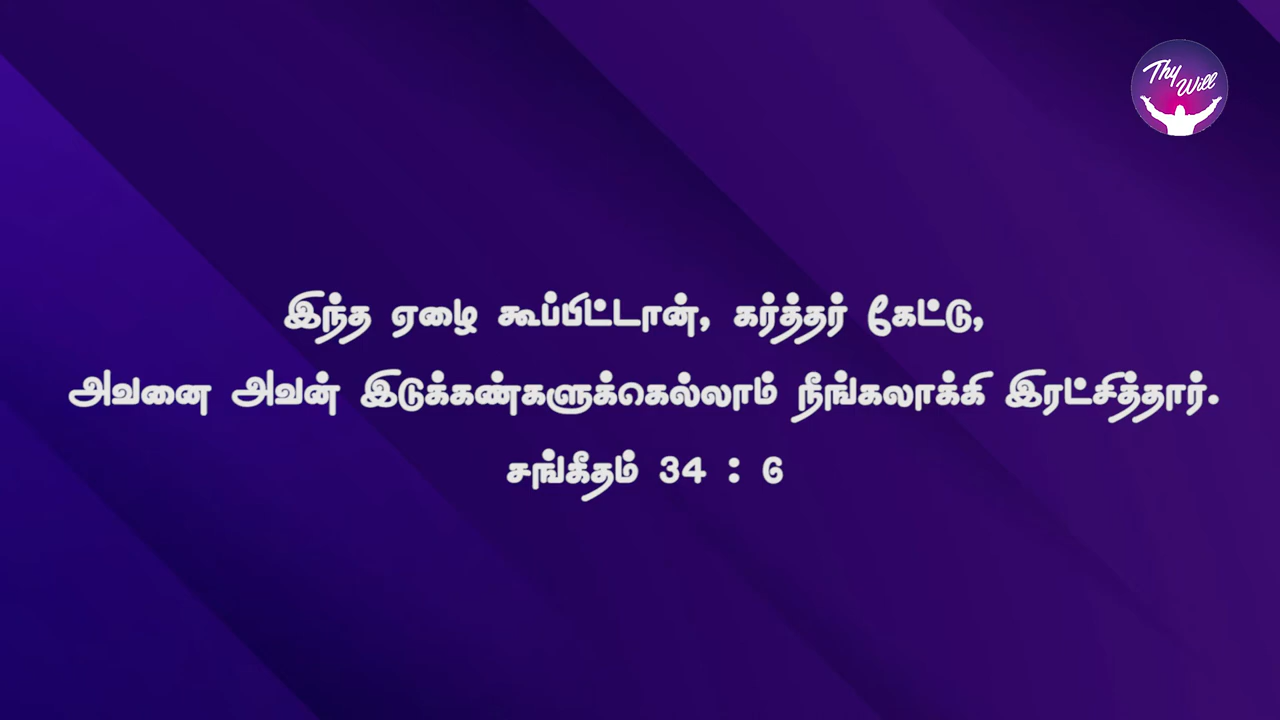 Thy
Will
இந்த ஏழை கூப்பிட்டான், கர்த்தர் கேட்டு,
அவனை அவன் இடுக்கண்களுக்கெல்லாம் நீங்கலாக்கி இரட்சித்தார்.
சங்கீதம் 34 : 6